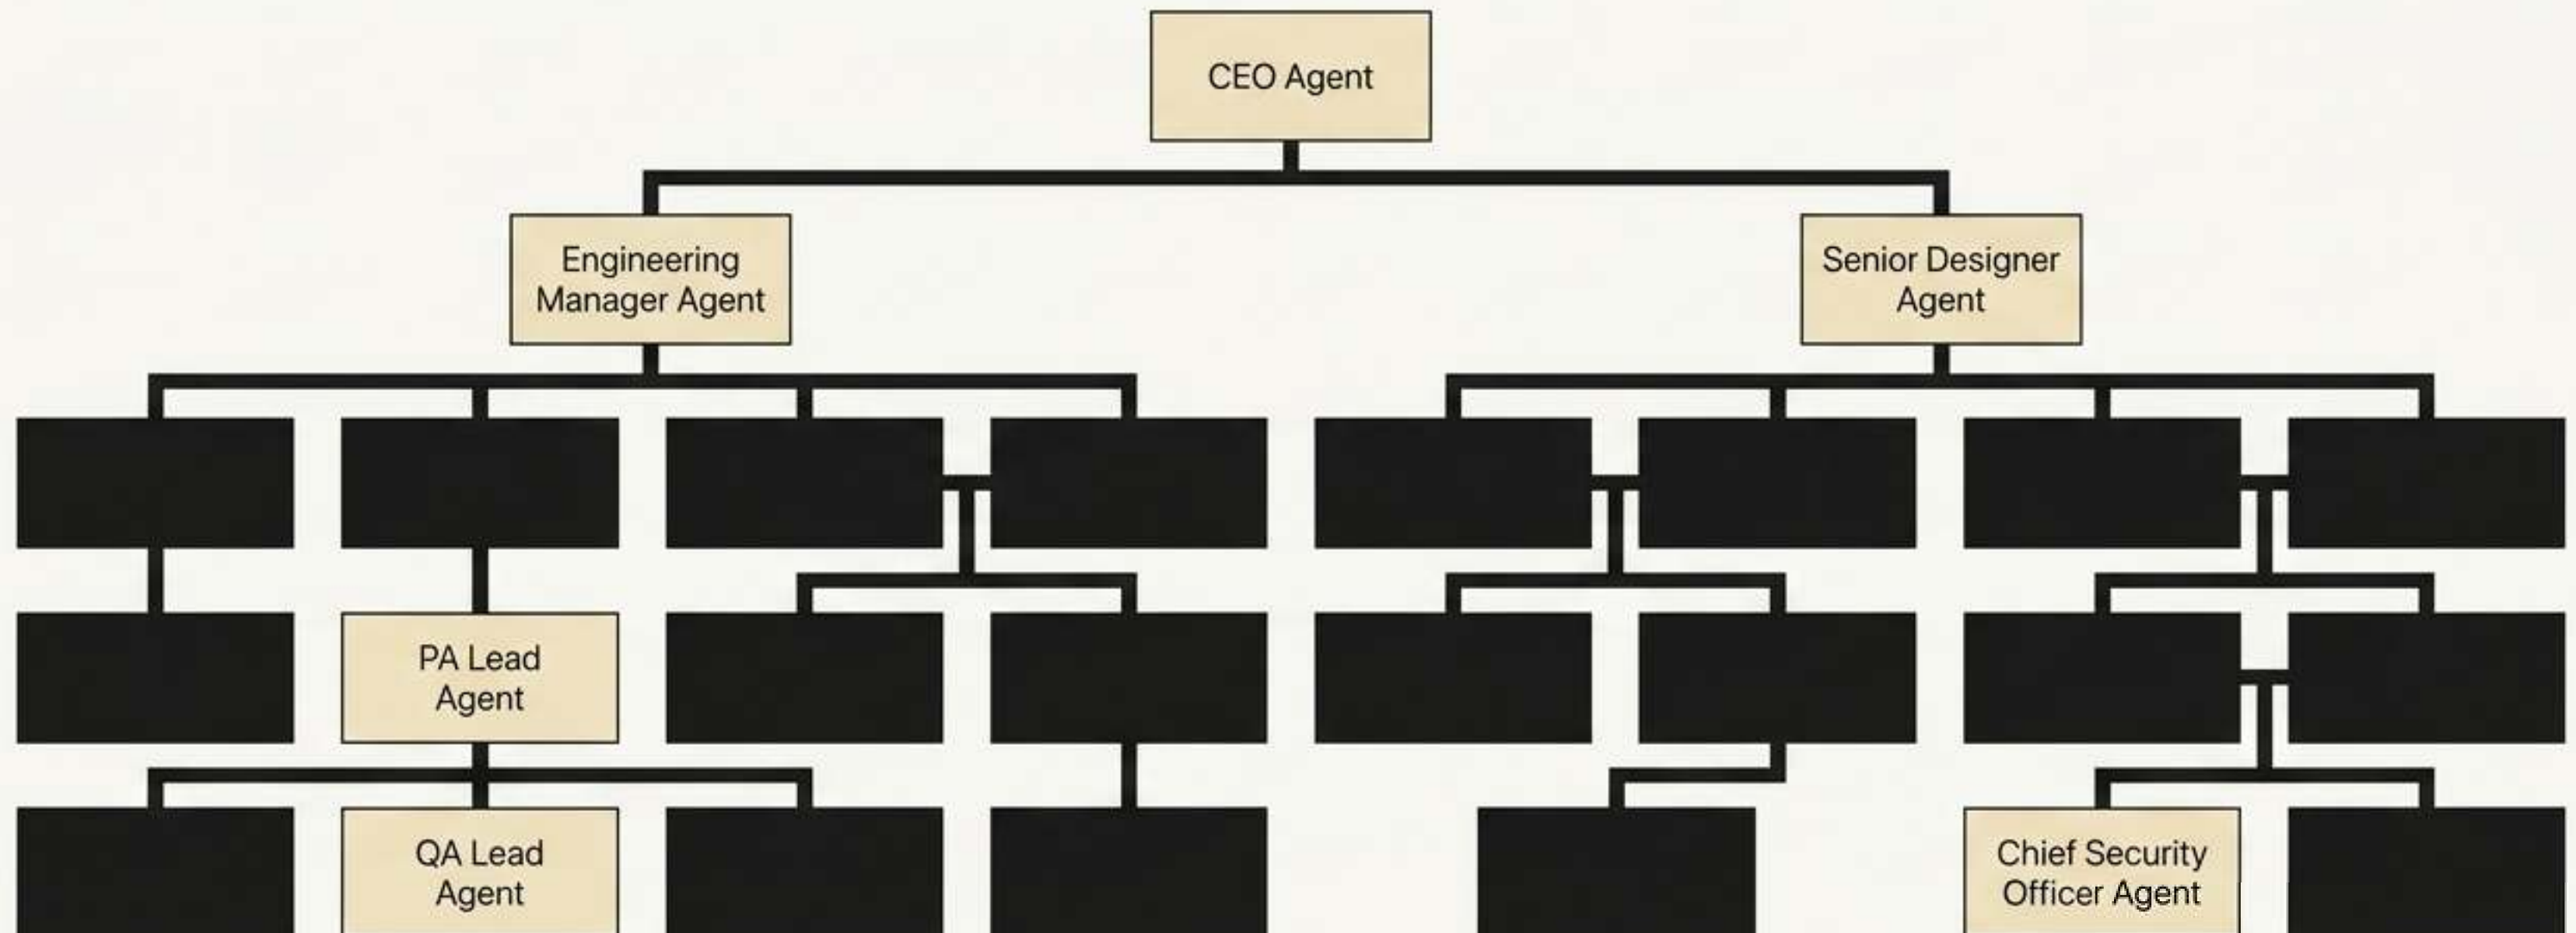 CEO Agent
Engineering
Manager Agent
Senior Designer
Agent
PA Lead
Agent
QA Lead
Agent
Chief Security
Officer Agent